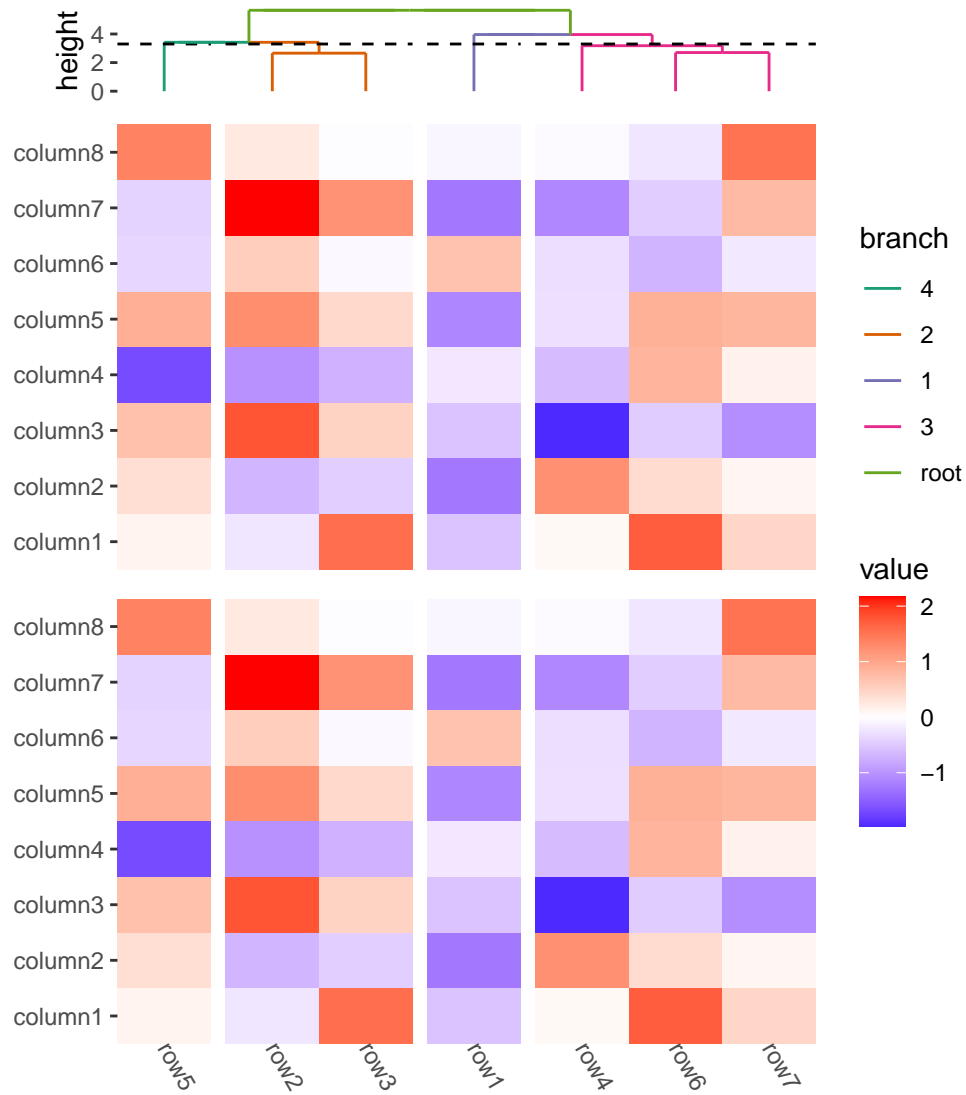 height
4
2
0
column8
column7
column6
column5
column4
column3
column2
column1
column8
column7
column6
column5
column4
column3
column2
column1
row5
row2
row3
row1
row4
row6
row7
branch
4
2
1
3
root
value
2
1
0
−1